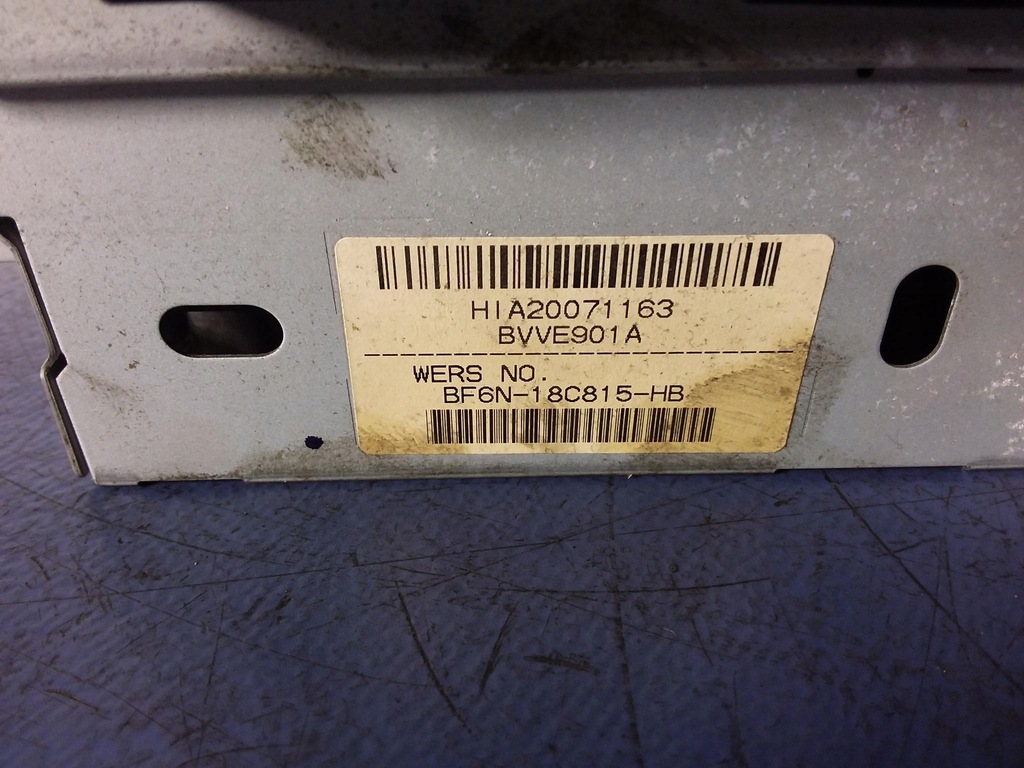 HIA20071163
BVVE901A
WERS NO.
BF6N-18C815-HB